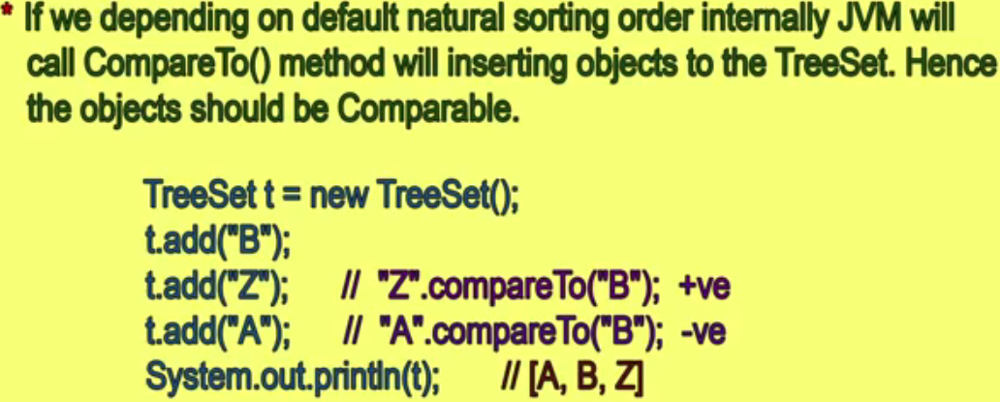 * If we depending on default natural sorting order internally JVM will
call CompareTo() method will inserting objects to the TreeSet. Hence
the objects should be Comparable.
TreeSet t = new TreeSet();
t.add("B");
t.add("Z"); // "Z".compareTo("B"); +ve
t.add("A"); // "A".compareTo("B"); -ve
System.out.println(t); // [A, B, Z]